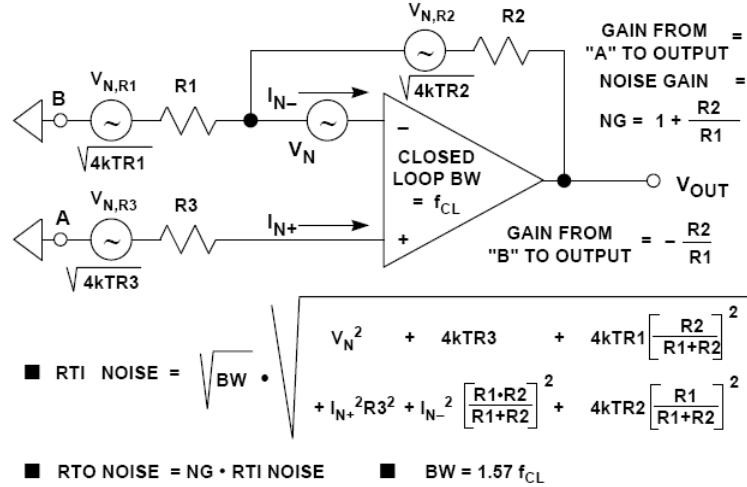 V_N,R2
R2
√4kTR2
GAIN FROM "A" TO OUTPUT =
NOISE GAIN =
NG = 1 + R2/R1
B
V_N,R1
R1
I_N–
√4kTR1
V_N
–
CLOSED
LOOP BW
= f_CL
V_OUT
A
V_N,R3
R3
I_N+
√4kTR3
+
GAIN FROM "B" TO OUTPUT = – R2/R1
■ RTI NOISE = √BW • √( V_N² + 4kTR3 + 4kTR1[R2/R1+R2]²
+ I_N+²R3² + I_N–²[R1•R2/R1+R2]² + 4kTR2[R1/R1+R2]² )
■ RTO NOISE = NG • RTI NOISE ■ BW = 1.57 f_CL